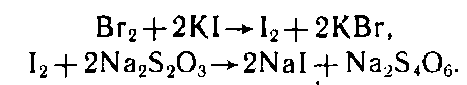 Br₂+2KI→I₂+2KBr,
I₂+2Na₂S₂O₃→2NaI+Na₂S₄O₆.